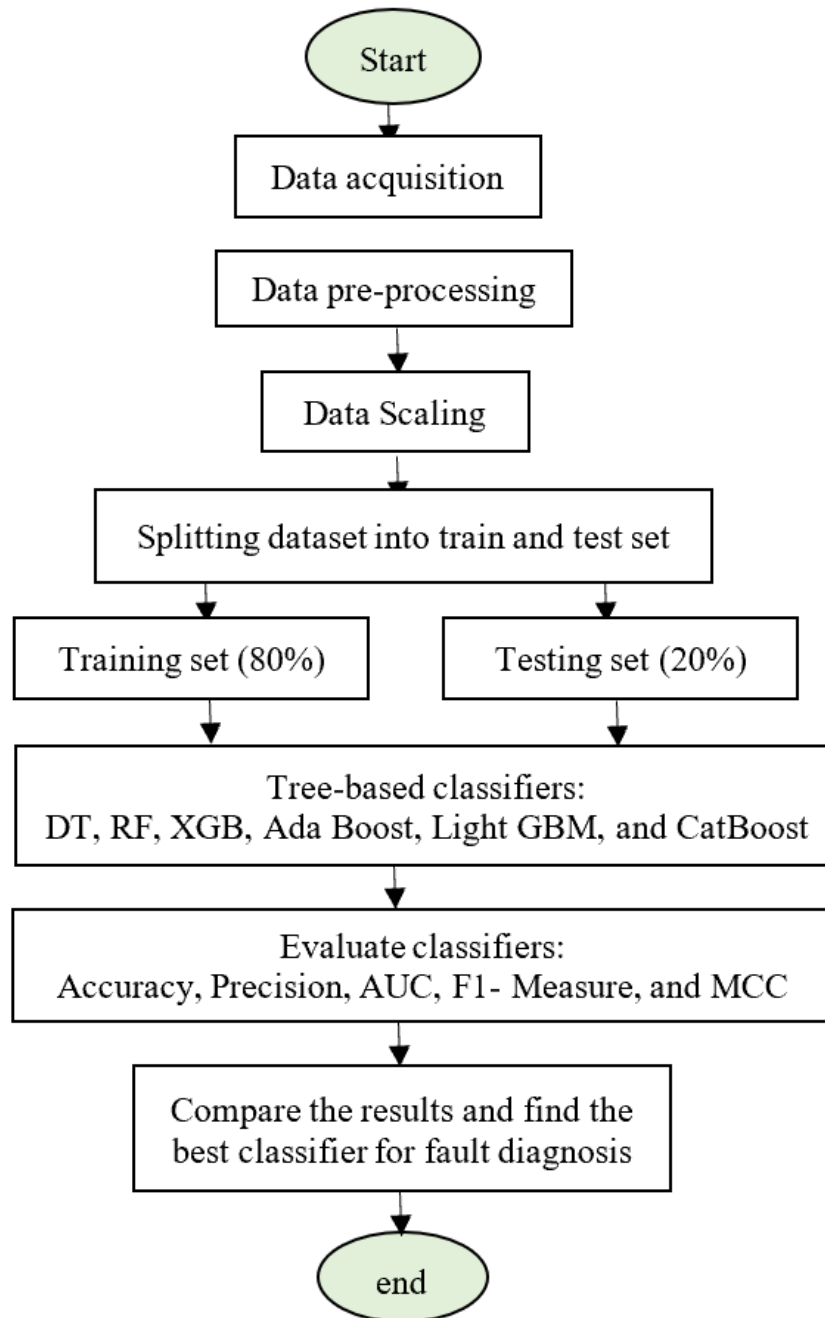 Start
Data acquisition
Data pre-processing
Data Scaling
Splitting dataset into train and test set
Training set (80%)
Testing set (20%)
Tree-based classifiers:
DT, RF, XGB, Ada Boost, Light GBM, and CatBoost
Evaluate classifiers:
Accuracy, Precision, AUC, F1- Measure, and MCC
Compare the results and find the
best classifier for fault diagnosis
end